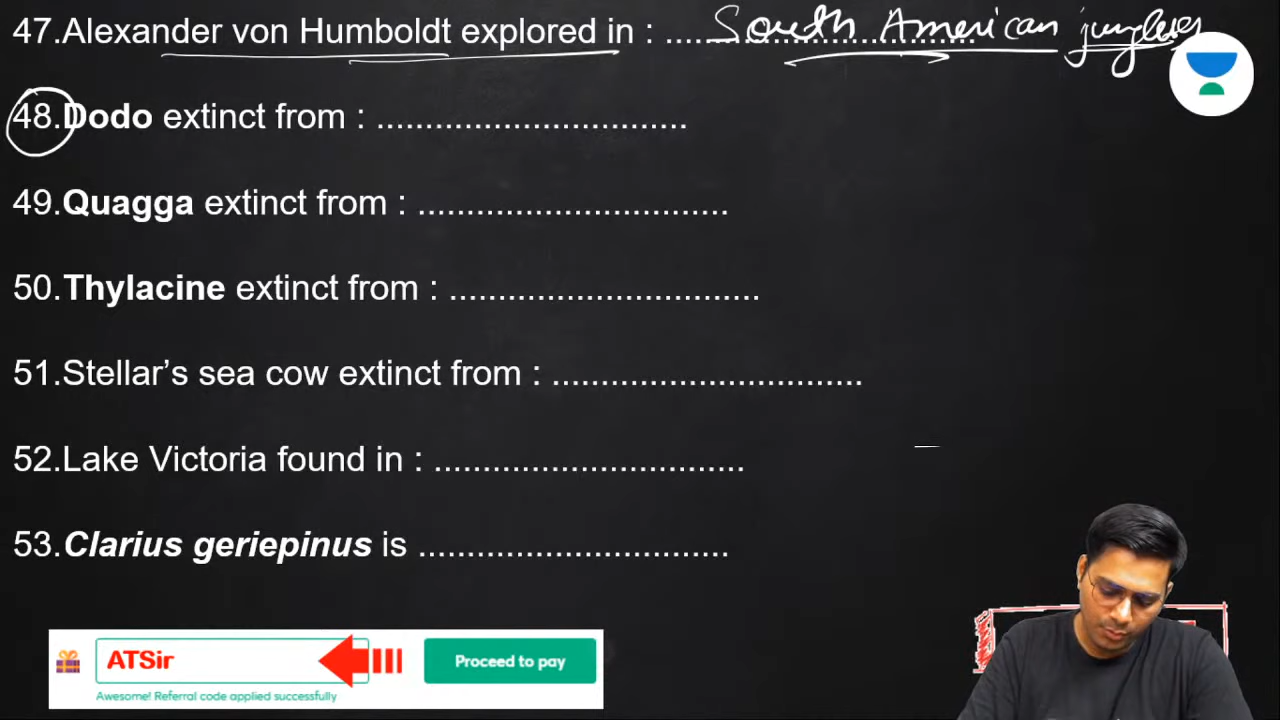 47.Alexander von Humboldt explored in : ................................ South American jungles
48.Dodo extinct from : ................................
49.Quagga extinct from : ................................
50.Thylacine extinct from : ................................
51.Stellar’s sea cow extinct from : ................................
52.Lake Victoria found in : ................................
53.Clarius geriepinus is ................................
ATSir
Proceed to pay
Awesome! Referral code applied successfully